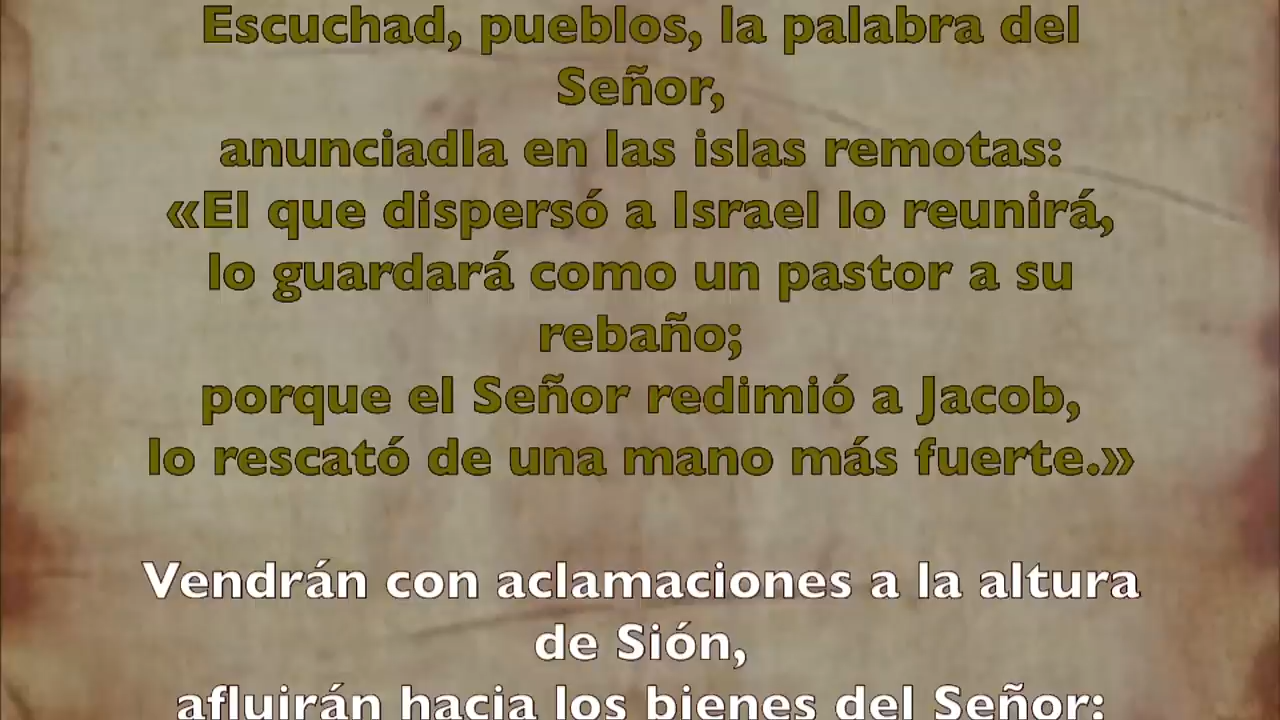 Escuchad, pueblos, la palabra del
Señor,
anunciadla en las islas remotas:
«El que dispersó a Israel lo reunirá,
lo guardará como un pastor a su
rebaño;
porque el Señor redimió a Jacob,
lo rescató de una mano más fuerte.»
Vendrán con aclamaciones a la altura
de Sión,
afluirán hacia los bienes del Señor: